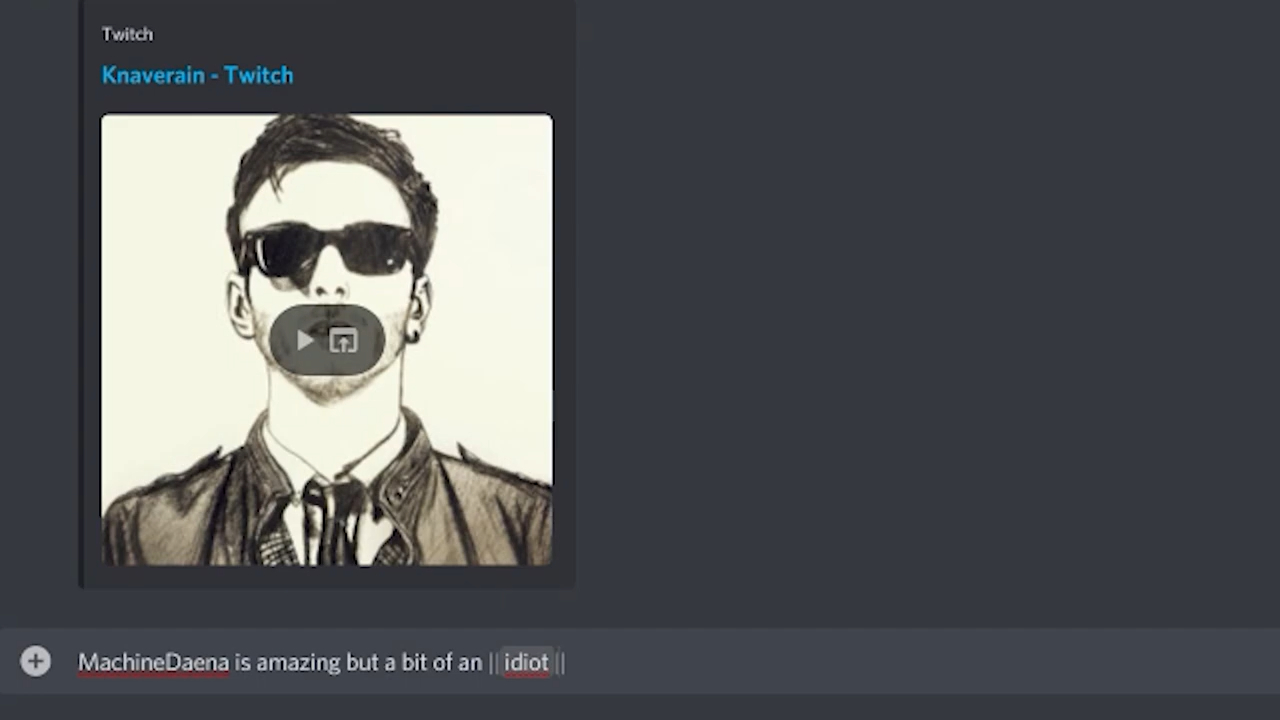 Twitch
Knaverain - Twitch
MachineDaena is amazing but a bit of an || idiot ||